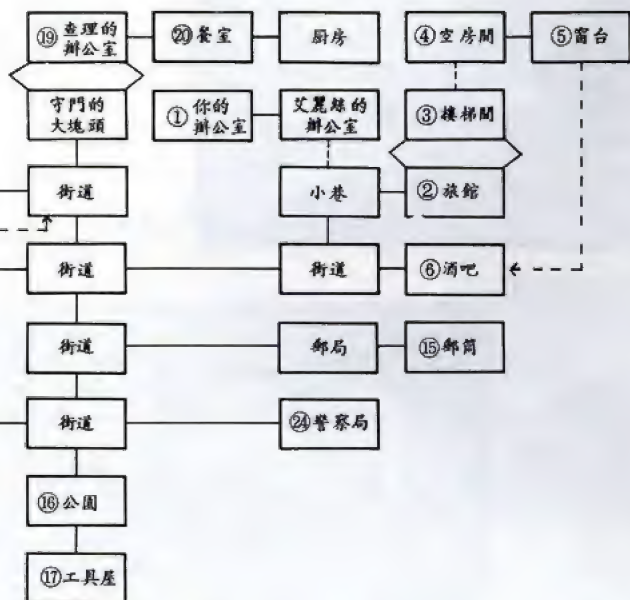 ⑲查理的
辦公室
⑳餐室
厨房
④空房間
⑤窗台
守門的
大塊頭
①你的
辦公室
艾麗絲的
辦公室
③樓梯間
街道
小巷
②旅館
街道
街道
⑥酒吧
街道
郵局
⑮郵筒
街道
㉔警察局
⑯公園
⑰工具屋